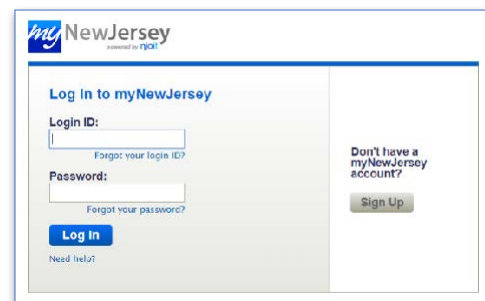 my NewJersey
powered by njoit
Log In to myNewJersey
Login ID:
Forgot your login ID?
Password:
Forgot your password?
Log In
Need help?
Don't have a
myNewJersey
account?
Sign Up